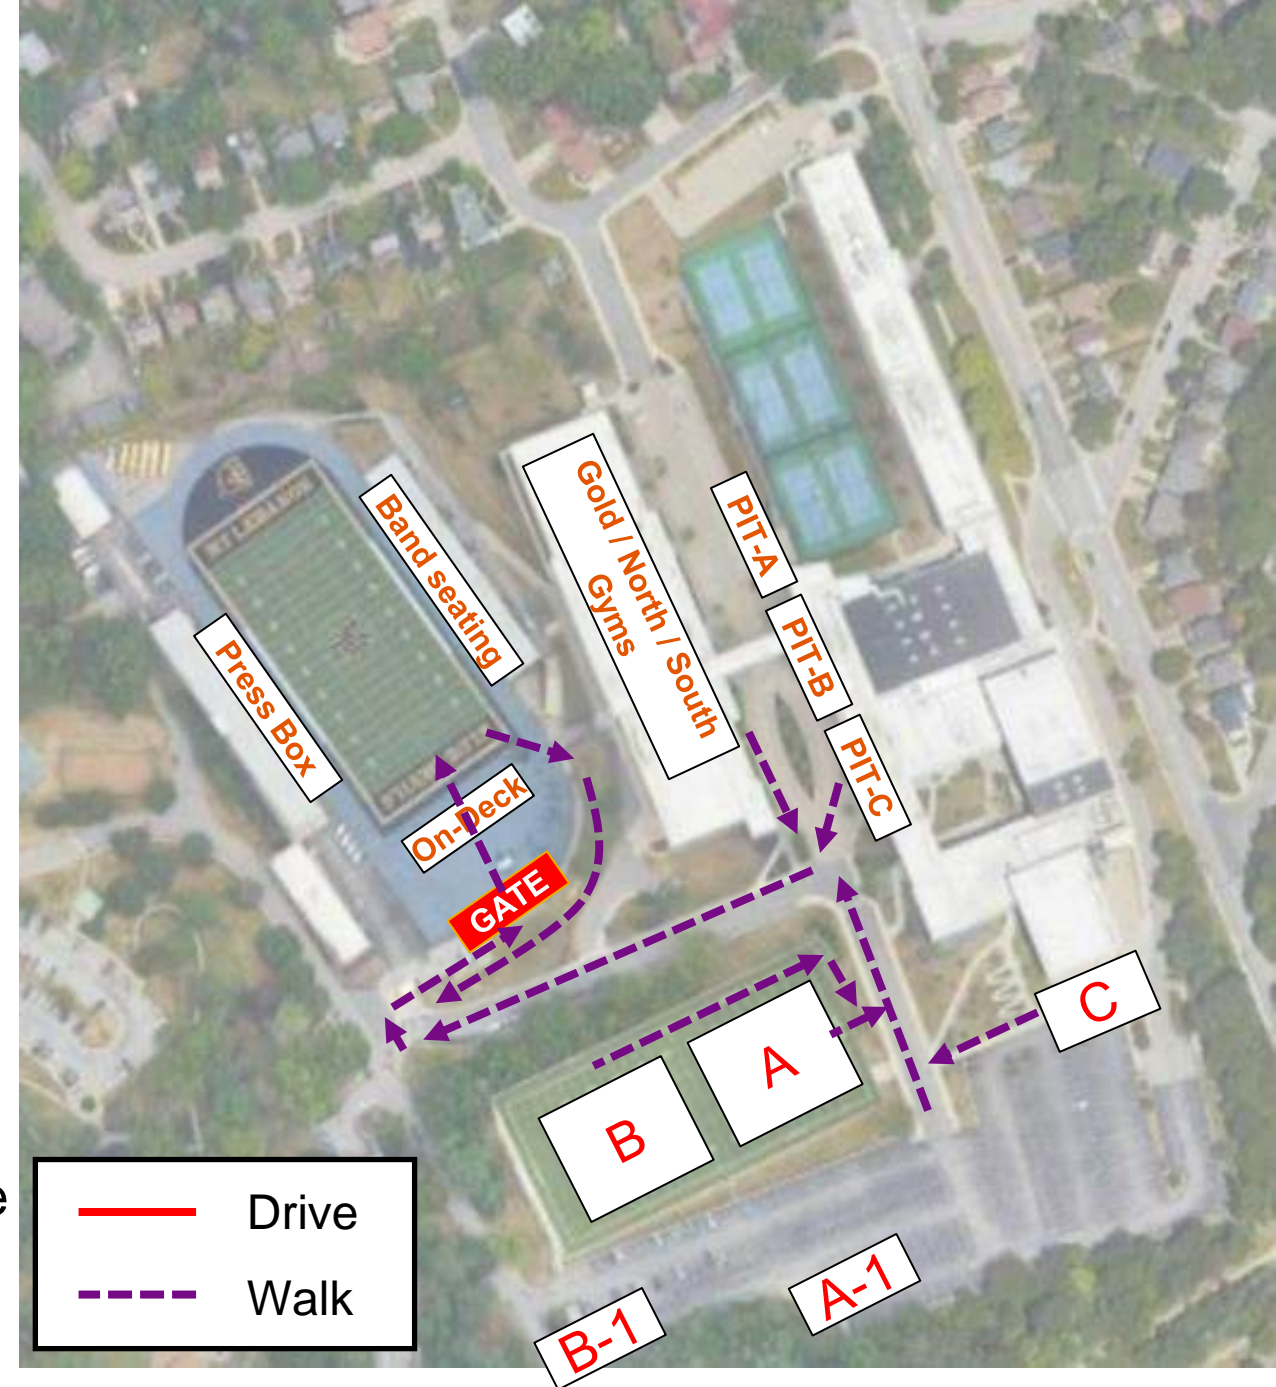 Gold / North / South
Gyms
PIT-A
Band seating
PIT-B
Press Box
PIT-C
On-Deck
GATE
C
A
B
e
Drive
Walk
A-1
B-1